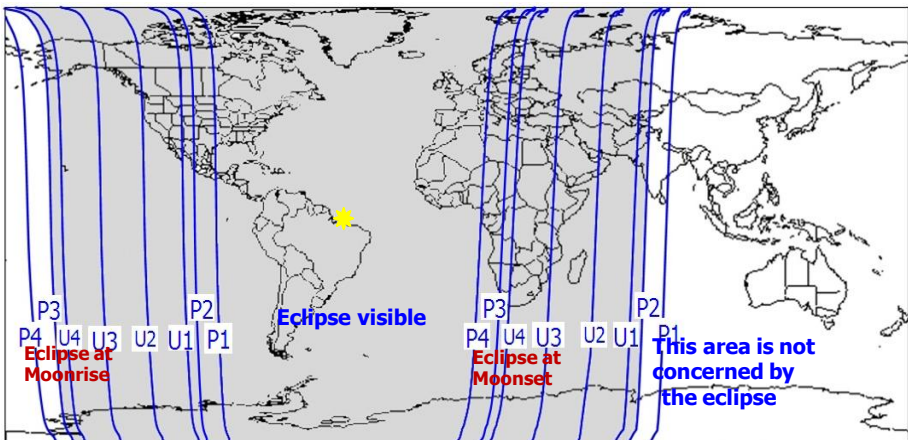 Eclipse visible
P3
P2
P4
U4
U3
U2
U1
P1
Eclipse at
Moonrise
P3
P2
P4
U4
U3
U2
U1
P1
Eclipse at
Moonset
This area is not
concerned by
the eclipse